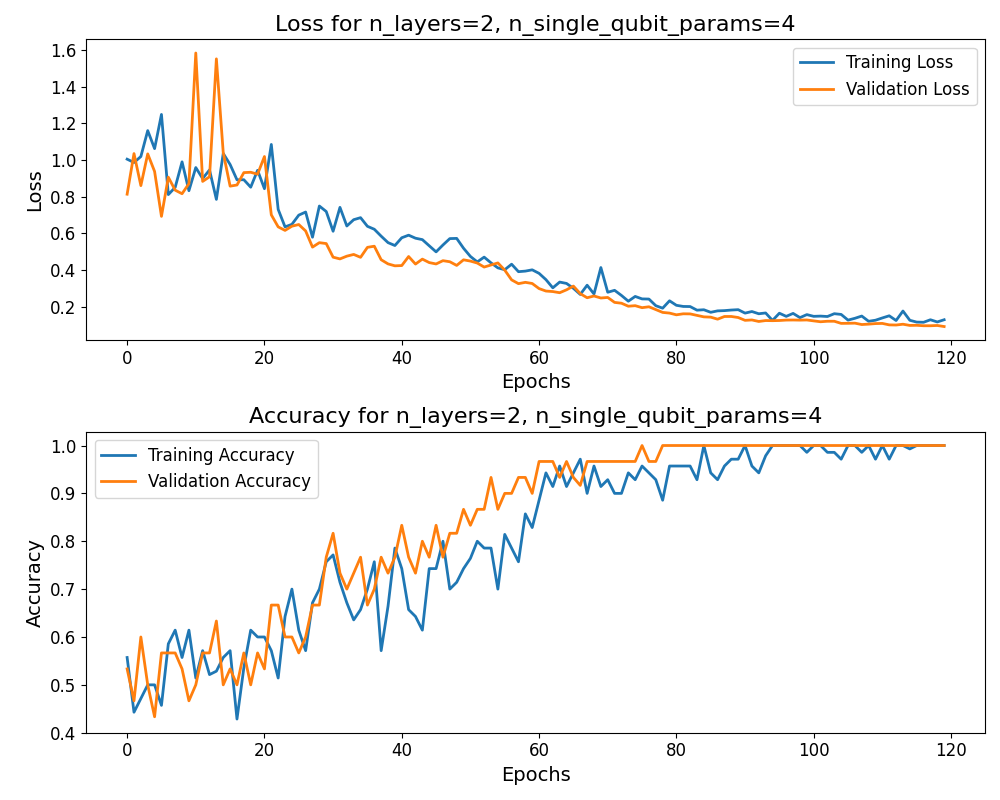 Loss for n_layers=2, n_single_qubit_params=4
1.6
1.4
1.2
1.0
0.8
0.6
0.4
0.2
Loss
Training Loss
Validation Loss
0 20 40 60 80 100 120
Epochs
Accuracy for n_layers=2, n_single_qubit_params=4
1.0
0.9
0.8
0.7
0.6
0.5
0.4
Accuracy
Training Accuracy
Validation Accuracy
0 20 40 60 80 100 120
Epochs